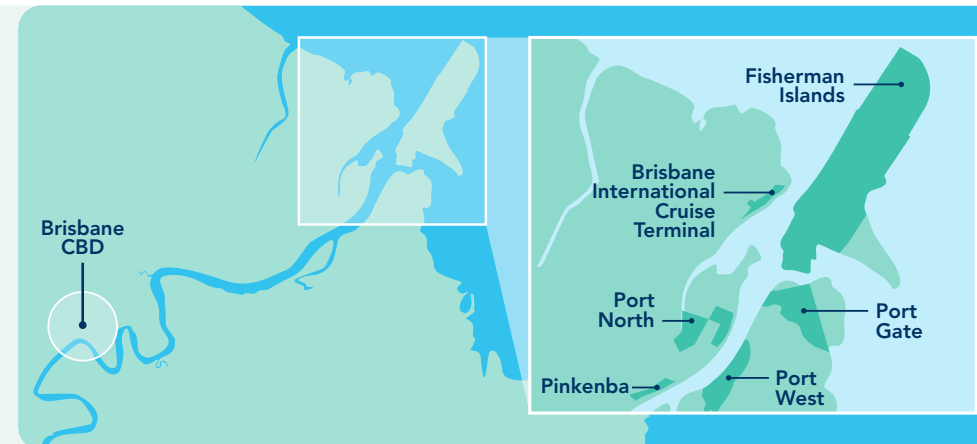 Brisbane
CBD
Fisherman
Islands
Brisbane
International
Cruise
Terminal
Port
North
Port
Gate
Pinkenba
Port
West